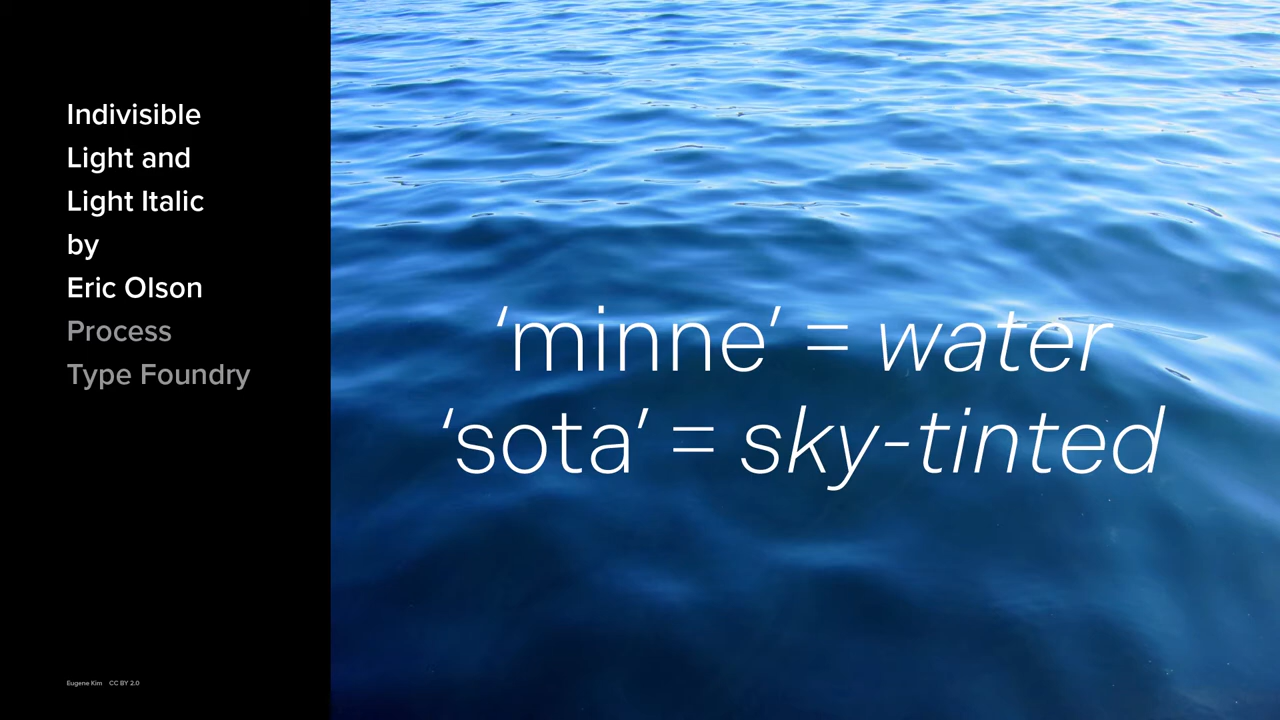 Indivisible
Light and
Light Italic
by
Eric Olson
Process
Type Foundry
‘minne’ = water
‘sota’ = sky-tinted
Eugene Kim CC BY 2.0